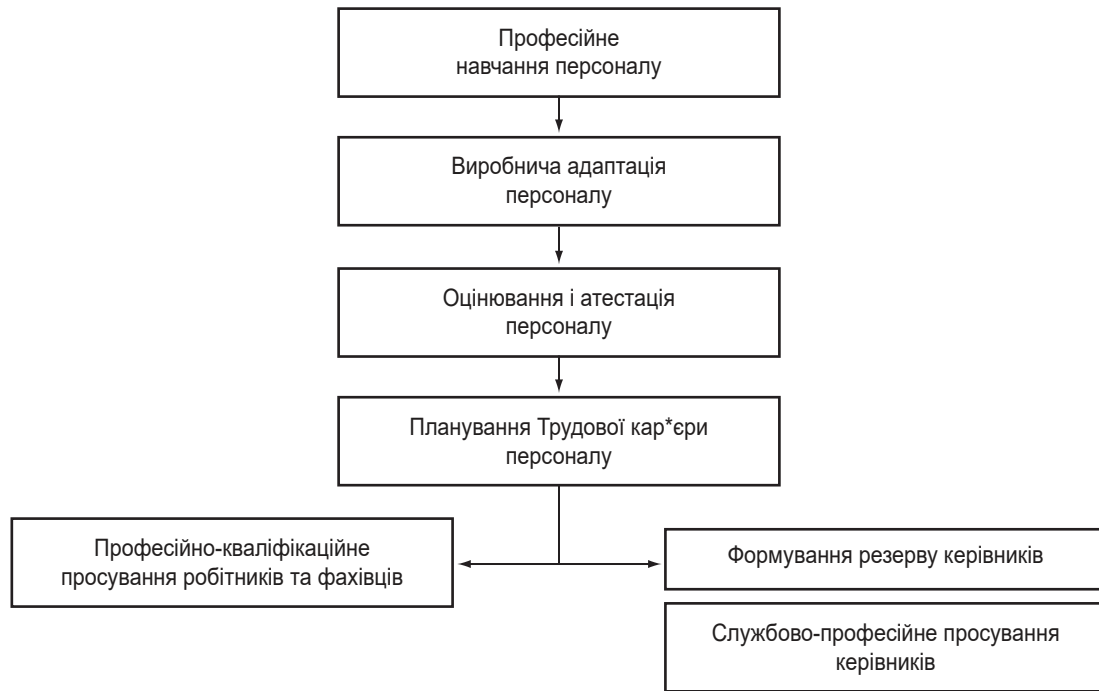 Професійне
навчання персоналу
Виробнича адаптація
персоналу
Оцінювання і атестація
персоналу
Планування Трудової кар*єри
персоналу
Професійно-кваліфікаційне
просування робітників та фахівців
Формування резерву керівників
Службово-професійне просування
керівників